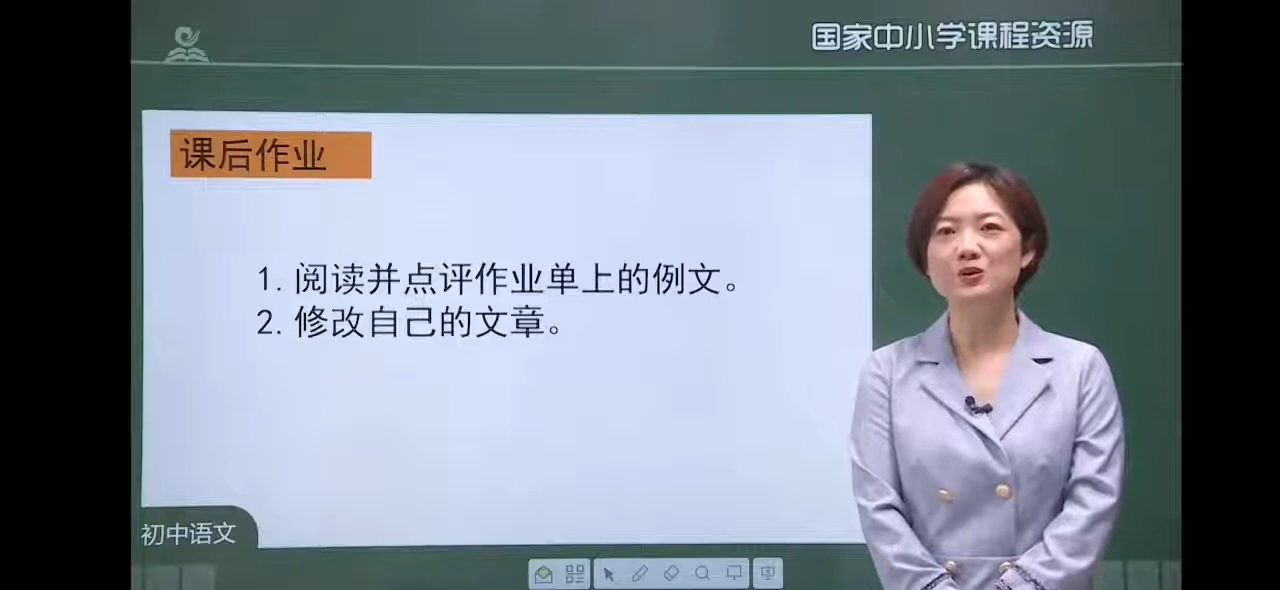 国家中小学课程资源
课后作业
1. 阅读并点评作业单上的例文。
2. 修改自己的文章。
初中语文